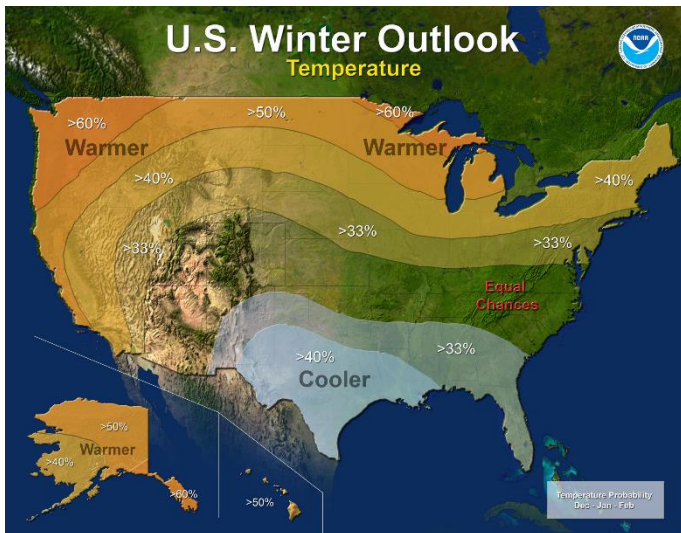 U.S. Winter Outlook
Temperature
NOAA
>60%
>50%
>60%
Warmer
Warmer
>40%
>40%
>33%
>33%
>33%
Equal
Chances
>40%
>33%
Cooler
>50%
Warmer
>40%
>60%
>50%
Temperature Probability
Dec - Jan - Feb